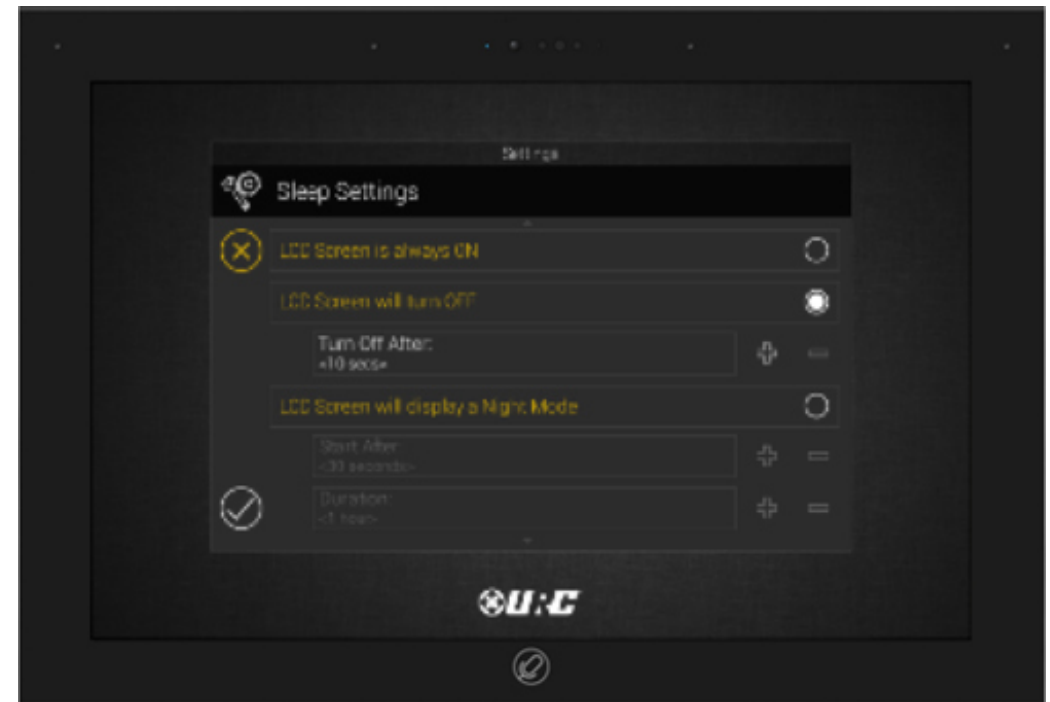 Settings
Sleep Settings
LCD Screen is always ON
LCD Screen will turn OFF
Turn Off After:
<10 secs>
LCD Screen will display a Night Mode
Start After:
<30 seconds>
Duration:
<1 hour>
URC